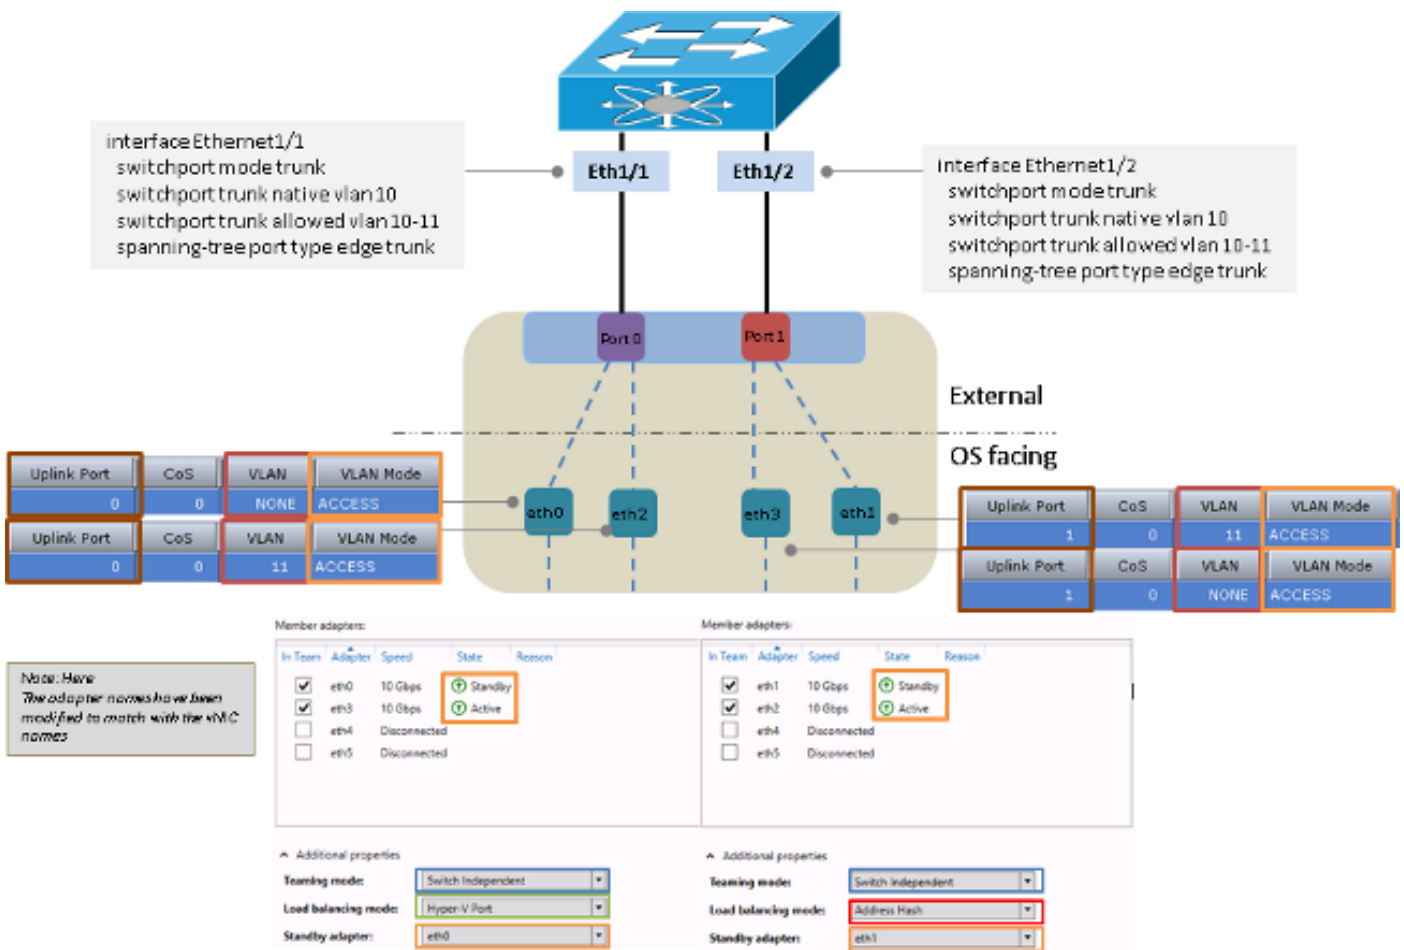 interface Ethernet1/1
switchport mode trunk
switchport trunk native vlan 10
switchport trunk allowed vlan 10-11
spanning-tree port type edge trunk
Eth1/1
Eth1/2
interface Ethernet1/2
switchport mode trunk
switchport trunk native vlan 10
switchport trunk allowed vlan 10-11
spanning-tree port type edge trunk
Port 0
Port 1
External
OS facing
Uplink Port CoS VLAN VLAN Mode
0 0 NONE ACCESS
Uplink Port CoS VLAN VLAN Mode
0 0 11 ACCESS
eth0
eth2
eth3
eth1
Uplink Port CoS VLAN VLAN Mode
1 0 11 ACCESS
Uplink Port CoS VLAN VLAN Mode
1 0 NONE ACCESS
Note: Here
The adapter names have been
modified to match with the vNIC
names
Member adapters:
In Team Adapter Speed State Reason
eth0 10 Gbps Standby
eth3 10 Gbps Active
eth4 Disconnected
eth5 Disconnected
Additional properties
Teaming mode: Switch Independent
Load balancing mode: Hyper-V Port
Standby adapter: eth0
Member adapters:
In Team Adapter Speed State Reason
eth1 10 Gbps Standby
eth2 10 Gbps Active
eth4 Disconnected
eth5 Disconnected
Additional properties
Teaming mode: Switch Independent
Load balancing mode: Address Hash
Standby adapter: eth1